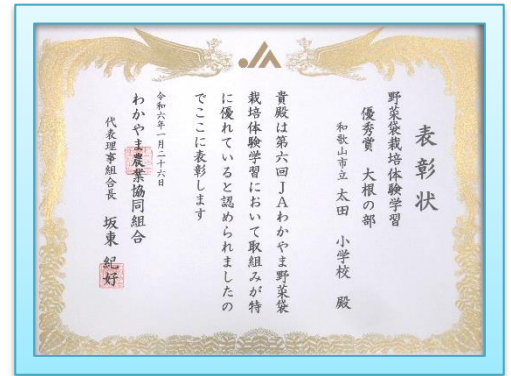 表彰状
野菜袋栽培体験学習
優秀賞 大根の部
和歌山市立 太田 小学校 殿
貴殿は第六回JAわかやま野菜袋
栽培体験学習において取組みが特
に優れていると認められましたの
でここに表彰します
令和六年一月二十六日
わかやま農業協同組合
代表理事組合長 坂東 紀好